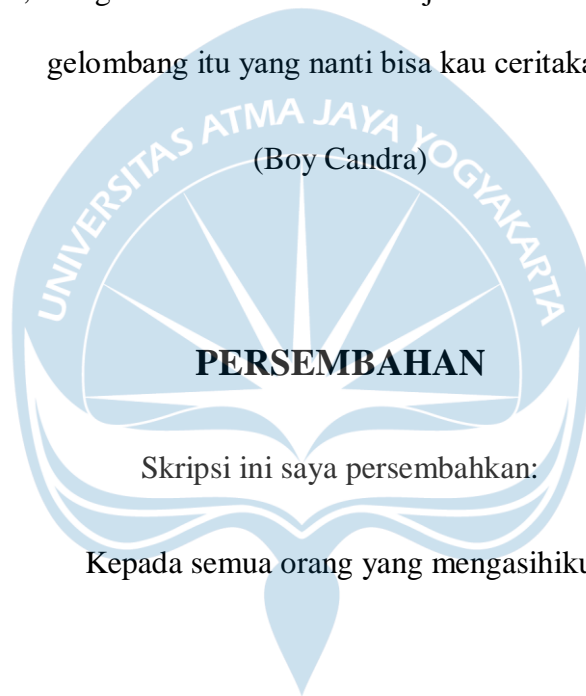 gelombang itu yang nanti bisa kau
UNIVERSITAS ATMA JAYA YOGYAKARTA
(Boy Candra)
PERSEMBAHAN
Skripsi ini saya persembahkan:
Kepada semua orang yang mengasihiku